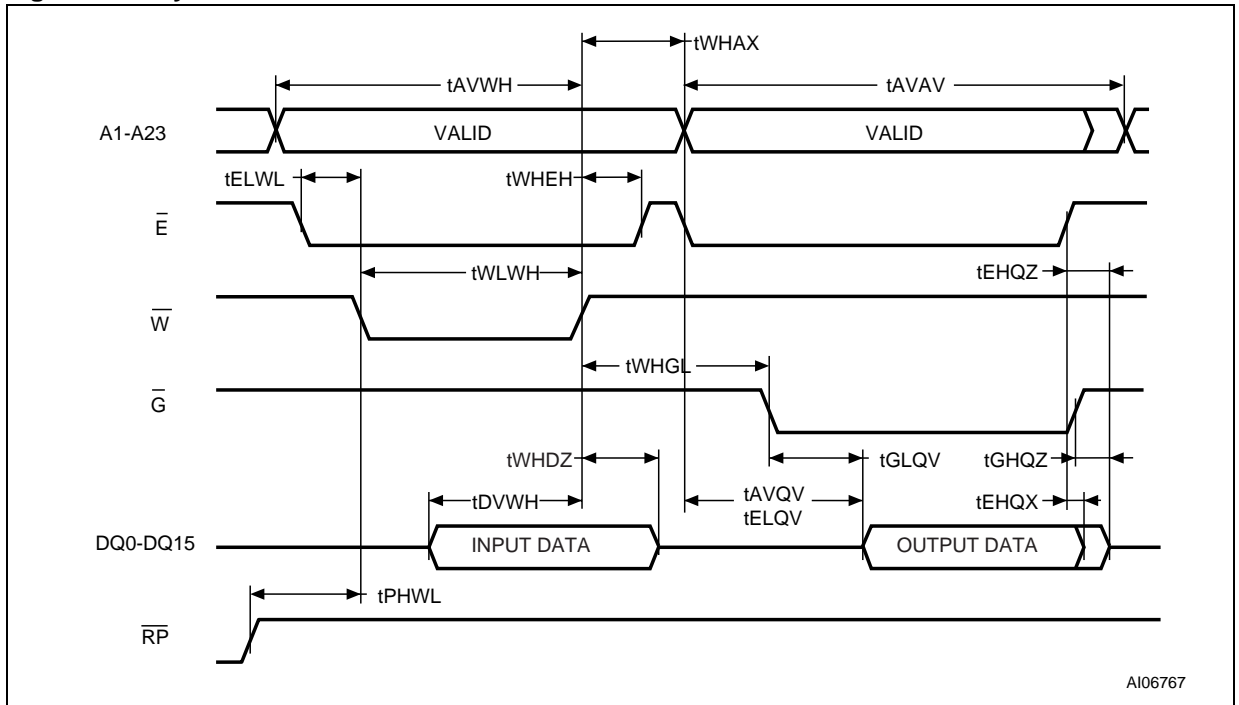 tWHAX
tAVWH
tAVAV
A1-A23
VALID
VALID
tELWL
tWHEH
E
tWLWH
tEHQZ
W
tWHGL
G
tWHDZ
tGLQV
tGHQZ
tDVWH
tAVQV
tELQV
tEHQX
DQ0-DQ15
INPUT DATA
OUTPUT DATA
tPHWL
RP
AI06767